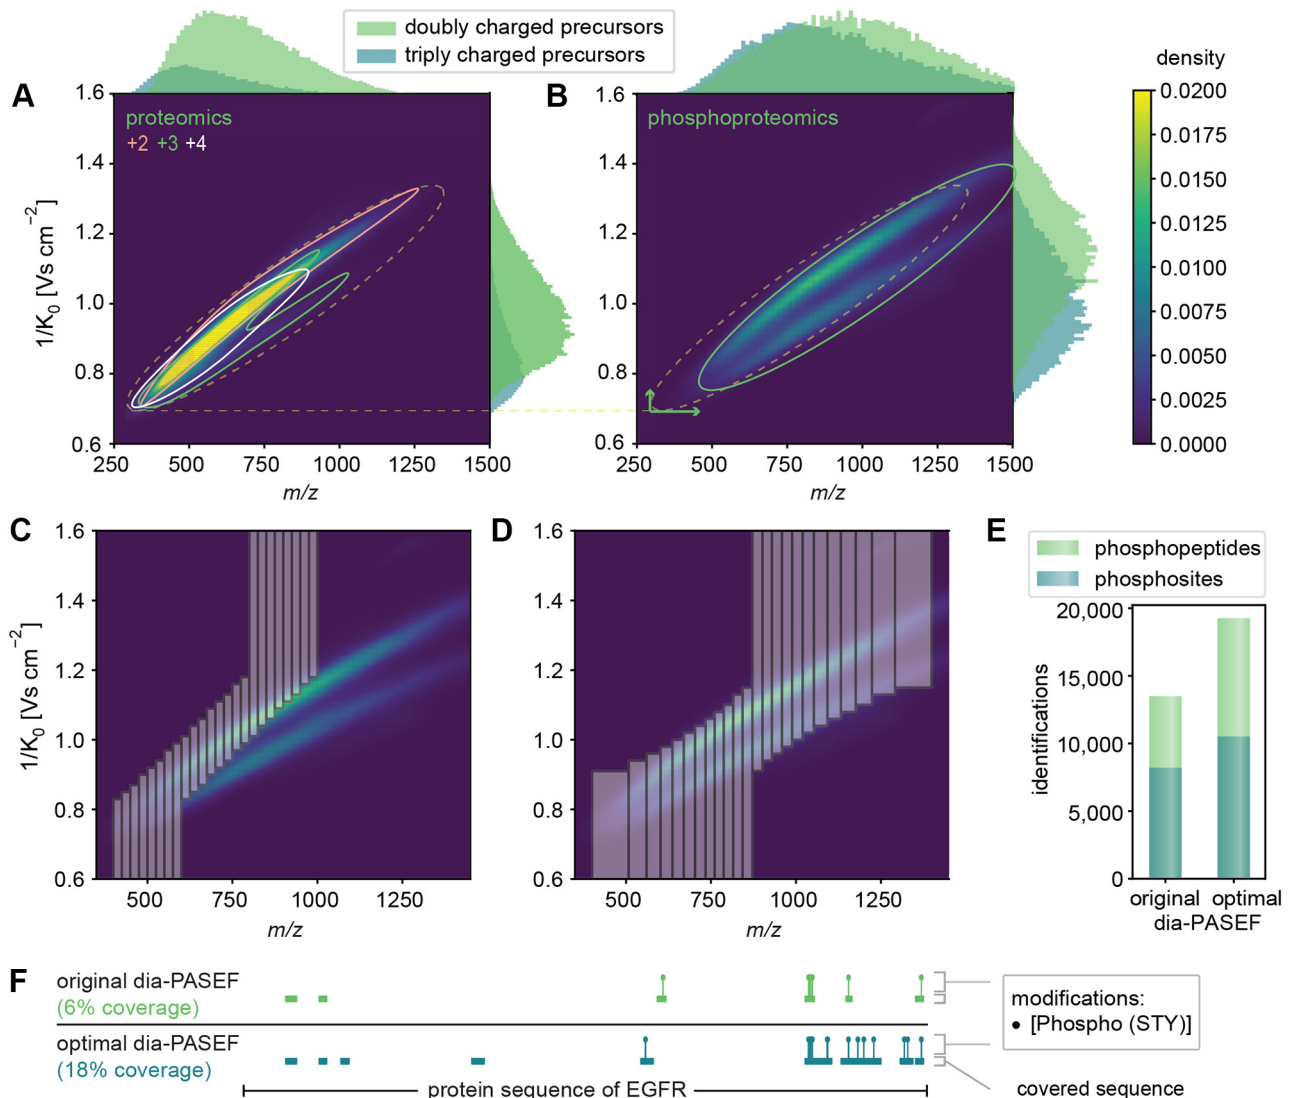 doubly charged precursors
triply charged precursors
density
A
B
proteomics
+2 +3 +4
phosphoproteomics
1.6
1.4
1.2
1.0
0.8
0.6
1/K0 [Vs cm−2]
250 500 750 1000 1250 1500
m/z
1.6
1.4
1.2
1.0
0.8
0.6
250 500 750 1000 1250 1500
m/z
0.0200
0.0175
0.0150
0.0125
0.0100
0.0075
0.0050
0.0025
0.0000
C
1.6
1.4
1.2
1.0
0.8
0.6
1/K0 [Vs cm−2]
500 750 1000 1250
m/z
D
1.6
1.4
1.2
1.0
0.8
0.6
500 750 1000 1250
m/z
E
phosphopeptides
phosphosites
20,000
15,000
10,000
5,000
0
identifications
original optimal
dia-PASEF
F
original dia-PASEF
(6% coverage)
optimal dia-PASEF
(18% coverage)
protein sequence of EGFR
modifications:
• [Phospho (STY)]
covered sequence